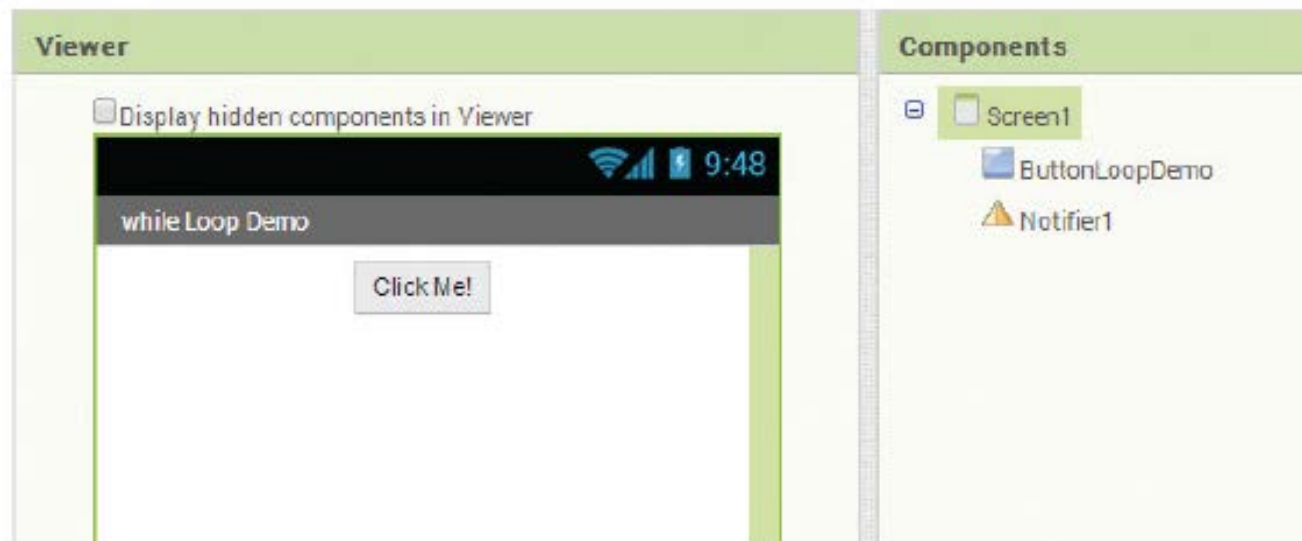 Viewer
Display hidden components in Viewer
9:48
while Loop Demo
Click Me!
Components
Screen1
ButtonLoopDemo
Notifier1